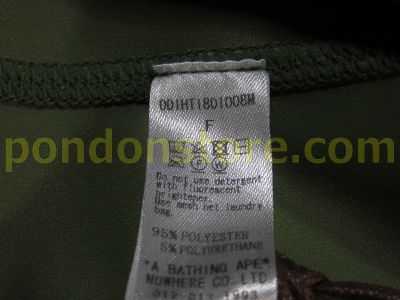 001HT1801008M
F
pondonstore.com
Do not use detergent
with fluorescent
brightener.
Use mesh net laundry
bag.
95% POLYESTER
5% POLYURETHANE
"A BATHING APE"
NOWHERE CO.LTD